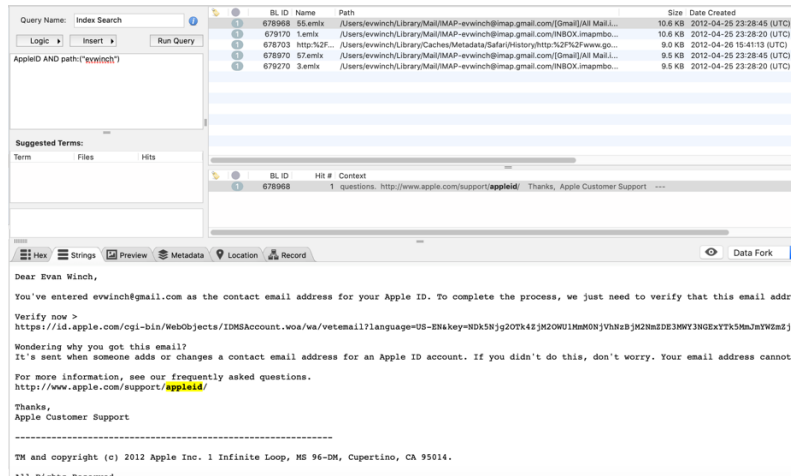 Query Name: Index Search
Logic Insert Run Query
AppleID AND path:("evwinch")
Suggested Terms:
Term Files Hits
BL ID Name Path Size Date Created
1 678968 55.emlx /Users/evwinch/Library/Mail/IMAP-evwinch@imap.gmail.com/[Gmail]/All Mail.i... 10.6 KB 2012-04-25 23:28:45 (UTC)
1 679170 1.emlx /Users/evwinch/Library/Mail/IMAP-evwinch@imap.gmail.com/INBOX.imapmbo... 10.6 KB 2012-04-25 23:28:20 (UTC)
1 678703 http:%2F... /Users/evwinch/Library/Caches/Metadata/Safari/History/http:%2F%2Fwww.go... 9.0 KB 2012-04-26 15:41:13 (UTC)
1 678970 57.emlx /Users/evwinch/Library/Mail/IMAP-evwinch@imap.gmail.com/[Gmail]/All Mail.i... 9.5 KB 2012-04-25 23:28:45 (UTC)
1 679270 3.emlx /Users/evwinch/Library/Mail/IMAP-evwinch@imap.gmail.com/INBOX.imapmbo... 9.5 KB 2012-04-25 23:28:20 (UTC)
BL ID Hit # Context
1 678968 1 questions. http://www.apple.com/support/appleid/ Thanks, Apple Customer Support ---
Hex Strings Preview Metadata Location Record Data Fork
Dear Evan Winch,
You've entered evwinch@gmail.com as the contact email address for your Apple ID. To complete the process, we just need to verify that this email addr
Verify now >
https://id.apple.com/cgi-bin/WebObjects/IDMSAccount.woa/wa/vetemail?language=US-EN&key=
Wondering why you got this email?
It's sent when someone adds or changes a contact email address for an Apple ID account. If you didn't do this, don't worry. Your email address cannot
For more information, see our frequently asked questions.
http://www.apple.com/support/appleid/
Thanks,
Apple Customer Support
---------------------------------------------------------------
TM and copyright (c) 2012 Apple Inc. 1 Infinite Loop, MS 96-DM, Cupertino, CA 95014.
All Rights Reserved